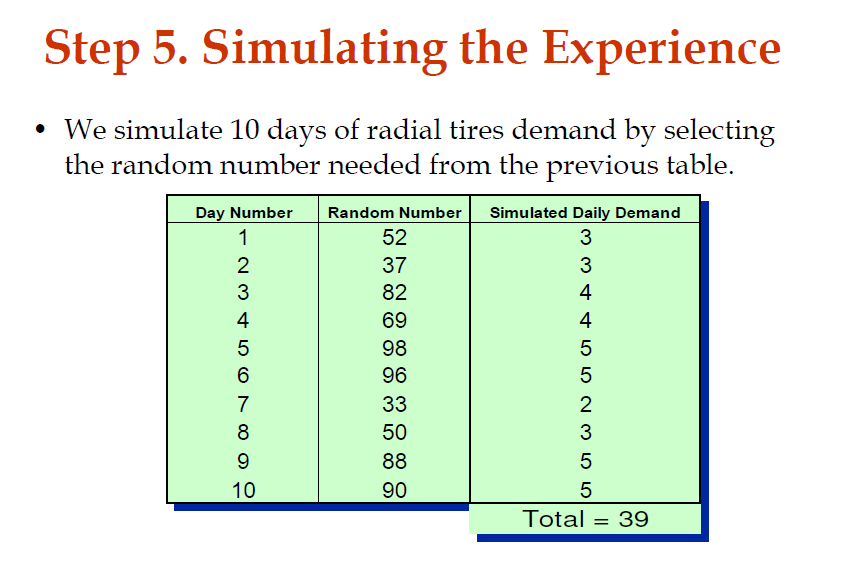 Step 5. Simulating the Experience
• We simulate 10 days of radial tires demand by selecting
the random number needed from the previous table.
Day Number Random Number Simulated Daily Demand
1 52 3
2 37 3
3 82 4
4 69 4
5 98 5
6 96 5
7 33 2
8 50 3
9 88 5
10 90 5
Total = 39